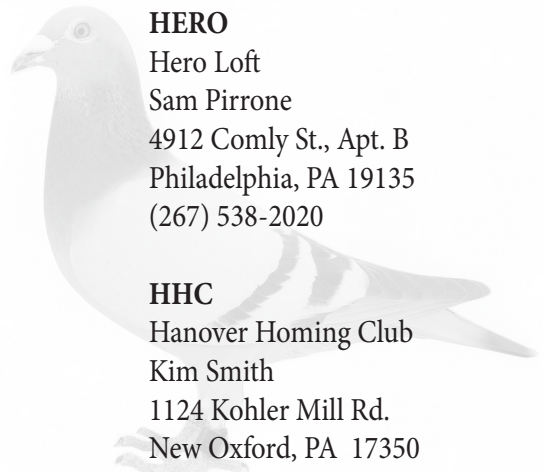 HERO
Hero Loft
Sam Pirrone
4912 Comly St., Apt. B
Philadelphia, PA 19135
(267) 538-2020
HHC
Hanover Homing Club
Kim Smith
1124 Kohler Mill Rd.
New Oxford, PA  17350